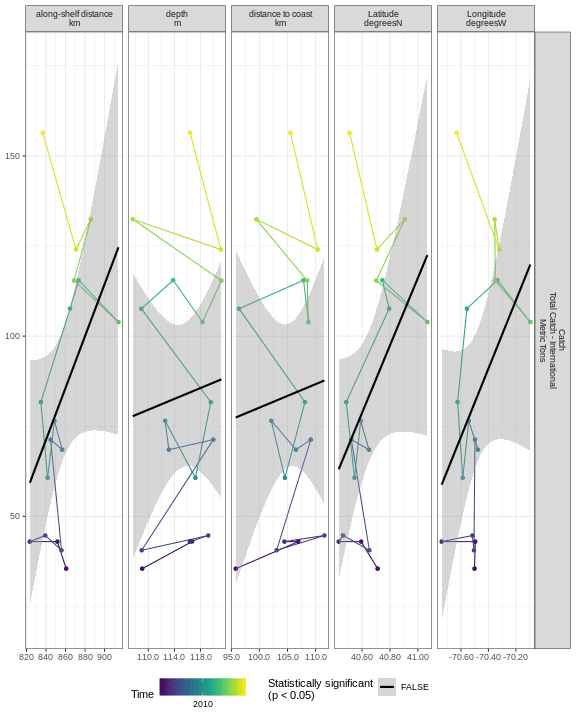 along-shelf distance
km
depth
m
distance to coast
km
Latitude
degreesN
Longitude
degreesW
150
100
50
Catch
Total Catch - International
Metric Tons
820 840 860 880 900
110.0 114.0 118.0
95.0 100.0 105.0 110.0
40.60 40.80 41.00
-70.60 -70.40 -70.20
Time
2010
Statistically significant
(p < 0.05)
FALSE